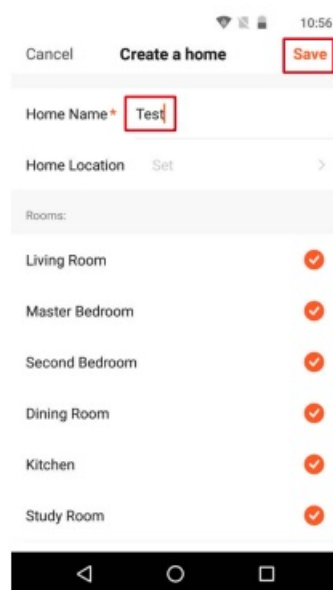 10:56
Cancel Create a home Save
Home Name* Test
Home Location Set
Rooms:
Living Room
Master Bedroom
Second Bedroom
Dining Room
Kitchen
Study Room